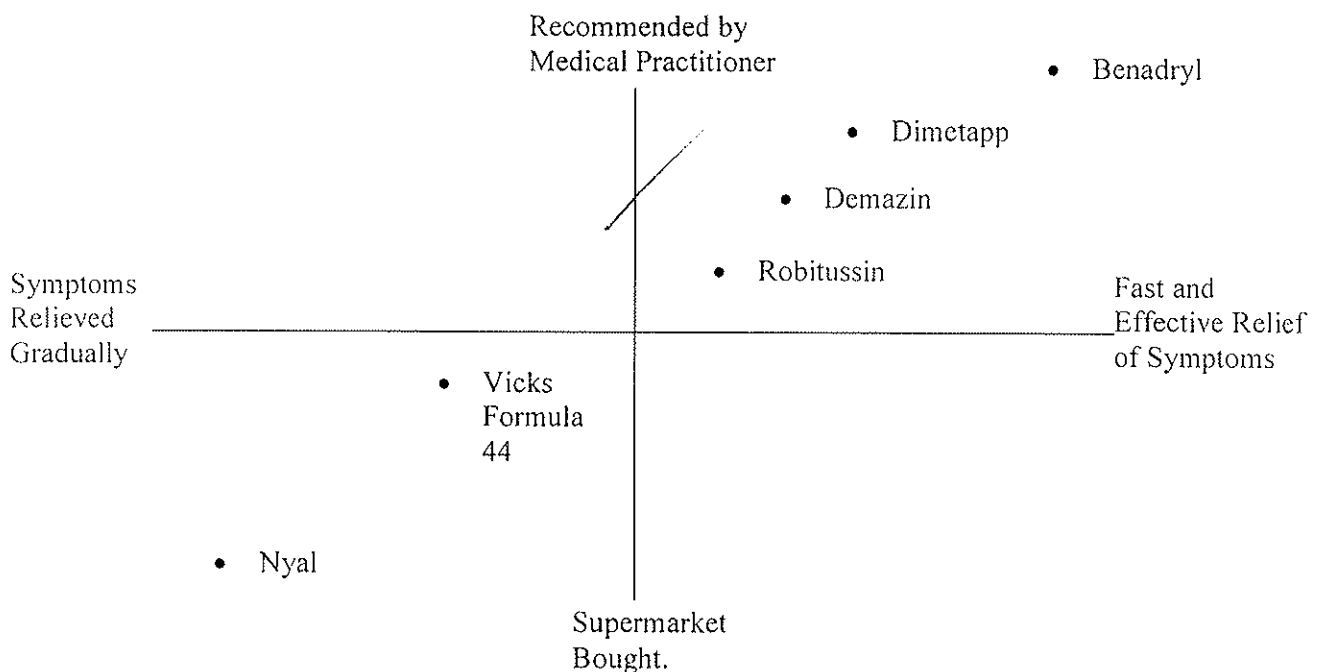 Recommended by
Medical Practitioner
Benadryl
Dimetapp
Demazin
Robitussin
Symptoms
Relieved
Gradually
Fast and
Effective Relief
of Symptoms
Vicks
Formula
44
Nyal
Supermarket
Bought.